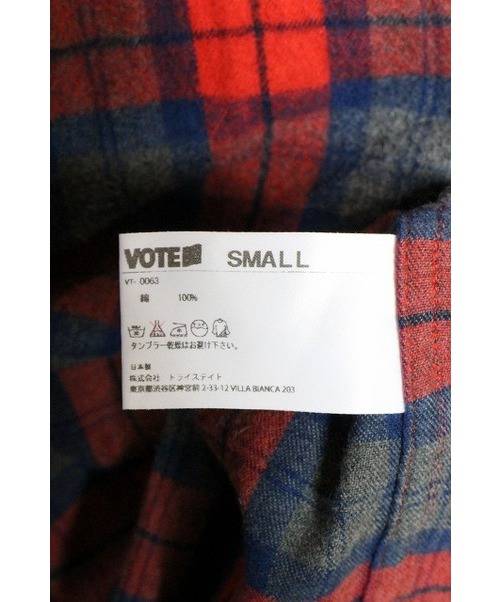 VOTE SMALL
VT- 0063
綿 100%
タンブラー乾燥はお避け下さい。
日本製
株式会社 トライステイト
東京都渋谷区神宮前 2-33-12 VILLA BIANCA 203